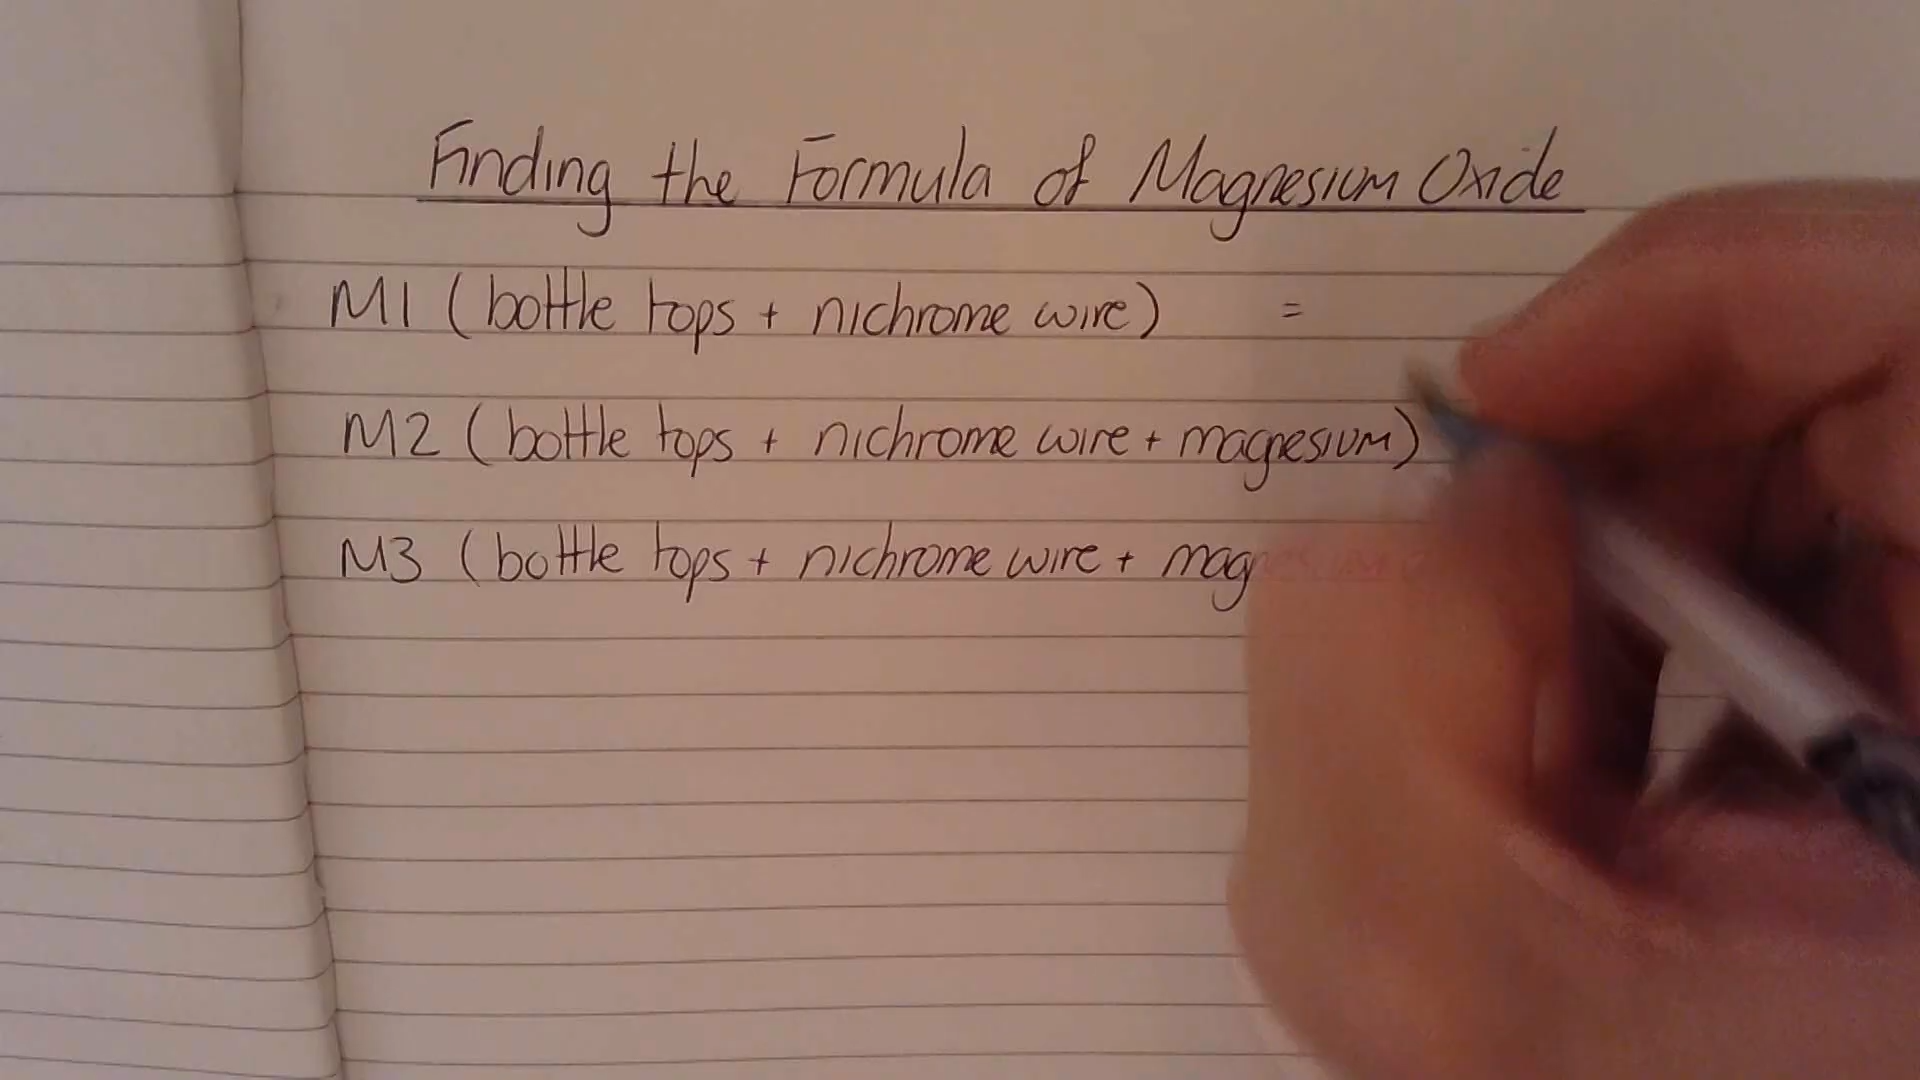 Finding the Formula of Magnesium Oxide
M1 (bottle tops + nichrome wire) =
M2 (bottle tops + nichrome wire + magnesium)
M3 (bottle tops + nichrome wire +